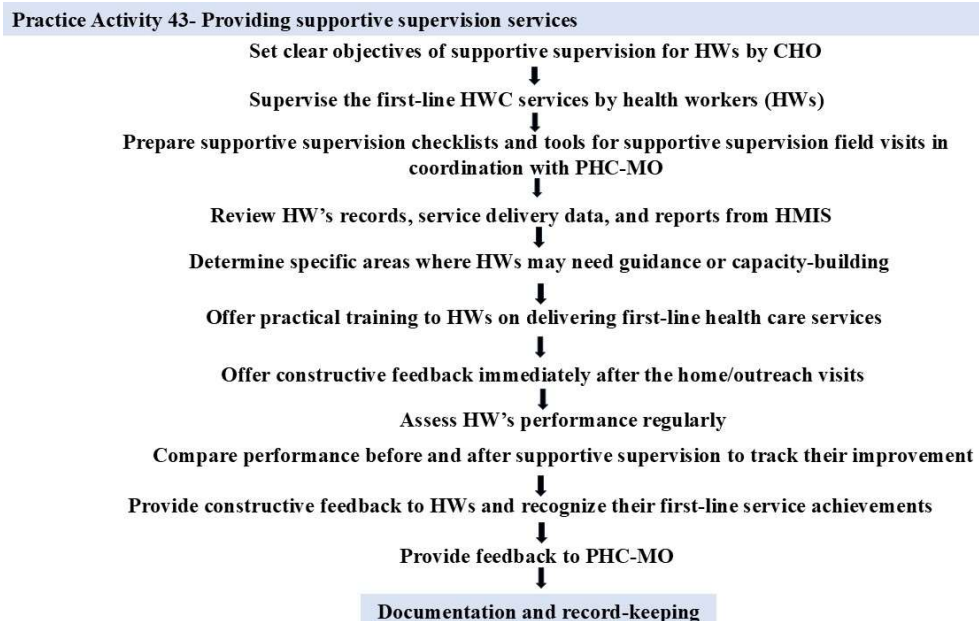 Practice Activity 43- Providing supportive supervision services
Set clear objectives of supportive supervision for HWs by CHO
Supervise the first-line HWC services by health workers (HWs)
Prepare supportive supervision checklists and tools for supportive supervision field visits in
coordination with PHC-MO
Review HW's records, service delivery data, and reports from HMIS
Determine specific areas where HWs may need guidance or capacity-building
Offer practical training to HWs on delivering first-line health care services
Offer constructive feedback immediately after the home/outreach visits
Assess HW's performance regularly
Compare performance before and after supportive supervision to track their improvement
Provide constructive feedback to HWs and recognize their first-line service achievements
Provide feedback to PHC-MO
Documentation and record-keeping